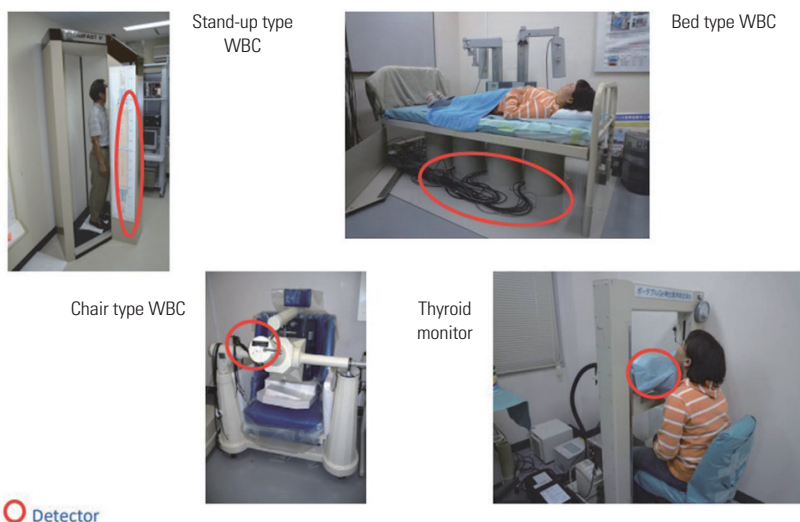 Stand-up type
WBC
Bed type WBC
Chair type WBC
Thyroid
monitor
Detector